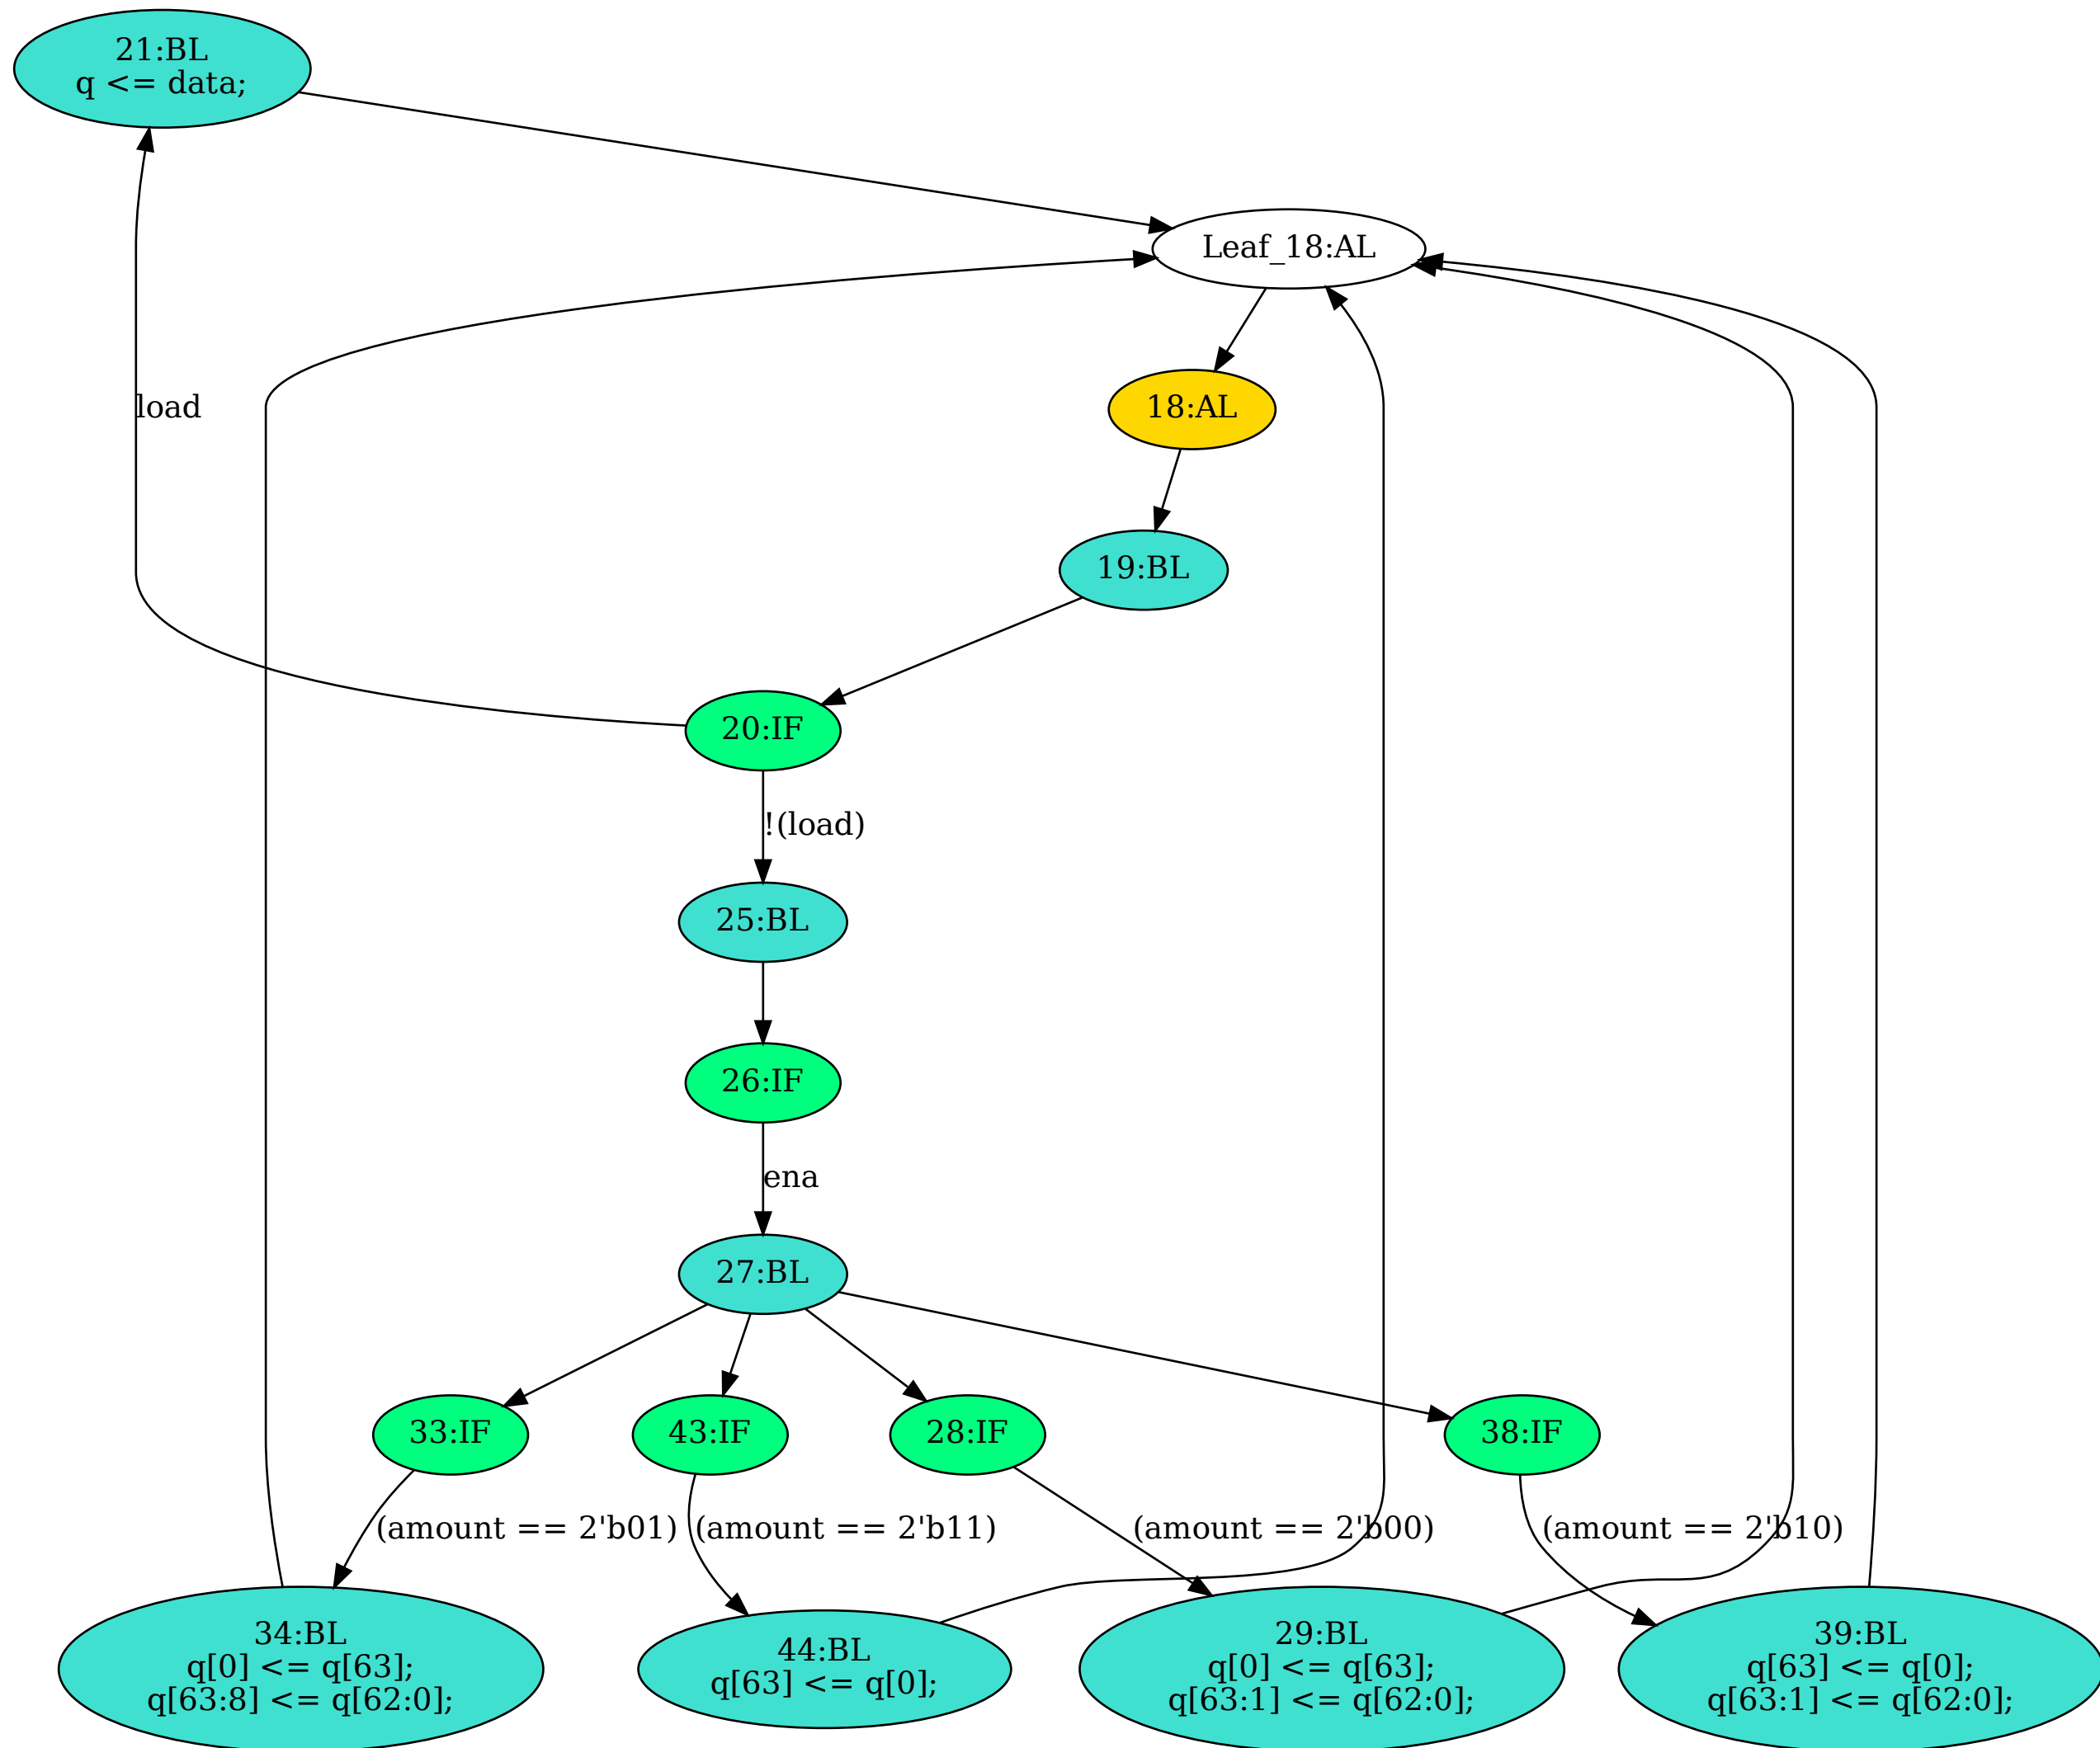 21:BL
q <= data;
Leaf_18:AL
load
18:AL
19:BL
20:IF
!(load)
25:BL
26:IF
ena
27:BL
33:IF
43:IF
28:IF
38:IF
(amount == 2'b01)
(amount == 2'b11)
(amount == 2'b00)
(amount == 2'b10)
34:BL
q[0] <= q[63];
q[63:8] <= q[62:0];
44:BL
q[63] <= q[0];
29:BL
q[0] <= q[63];
q[63:1] <= q[62:0];
39:BL
q[63] <= q[0];
q[63:1] <= q[62:0];